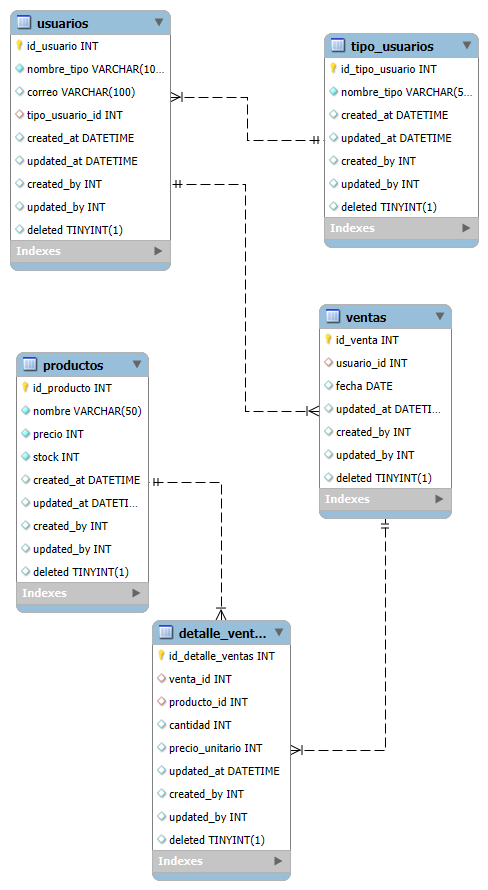 usuarios
id_usuario INT
nombre_tipo VARCHAR(10...
correo VARCHAR(100)
tipo_usuario_id INT
created_at DATETIME
updated_at DATETIME
created_by INT
updated_by INT
deleted TINYINT(1)
Indexes
tipo_usuarios
id_tipo_usuario INT
nombre_tipo VARCHAR(5...
created_at DATETIME
updated_at DATETIME
created_by INT
updated_by INT
deleted TINYINT(1)
Indexes
ventas
id_venta INT
usuario_id INT
fecha DATE
updated_at DATETI...
created_by INT
updated_by INT
deleted TINYINT(1)
Indexes
productos
id_producto INT
nombre VARCHAR(50)
precio INT
stock INT
created_at DATETIME
updated_at DATETI...
created_by INT
updated_by INT
deleted TINYINT(1)
Indexes
detalle_vent...
id_detalle_ventas INT
venta_id INT
producto_id INT
cantidad INT
precio_unitario INT
updated_at DATETIME
created_by INT
updated_by INT
deleted TINYINT(1)
Indexes